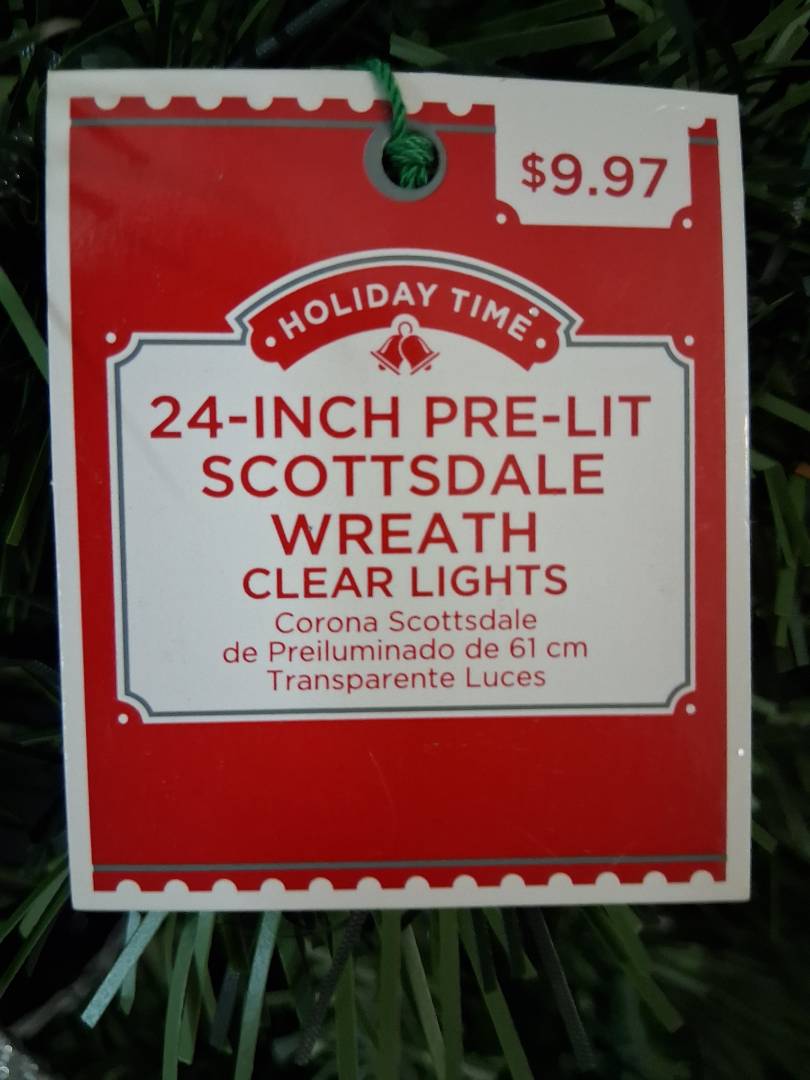 $9.97
HOLIDAY TIME
24-INCH PRE-LIT
SCOTTSDALE
WREATH
CLEAR LIGHTS
Corona Scottsdale
de Preiluminado de 61 cm
Transparente Luces